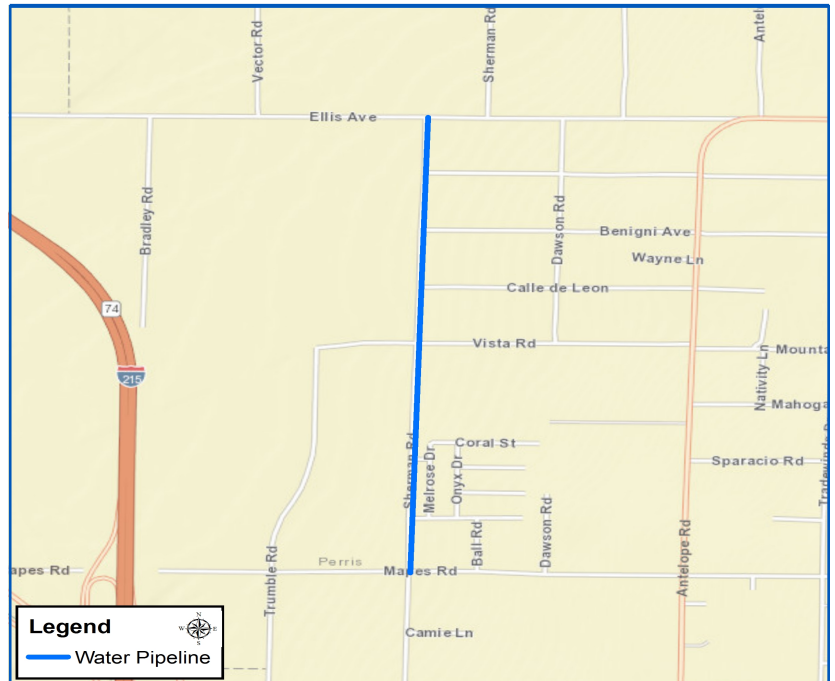 Vector Rd
Sherman Rd
Antel
Ellis Ave
Bradley Rd
Dawson Rd
Benigni Ave
Wayne Ln
Calle de Leon
74
215
Vista Rd
Nativity Ln
Mounta
Mahoga
Sherman Rd
Melrose Dr
Coral St
Onyx Dr
Sparacio Rd
Tradewinds
Ball Rd
Dawson Rd
Antelope Rd
Trumble Rd
Perris
apes Rd
Mapes Rd
Camie Ln
Legend
N
W
E
S
Water Pipeline